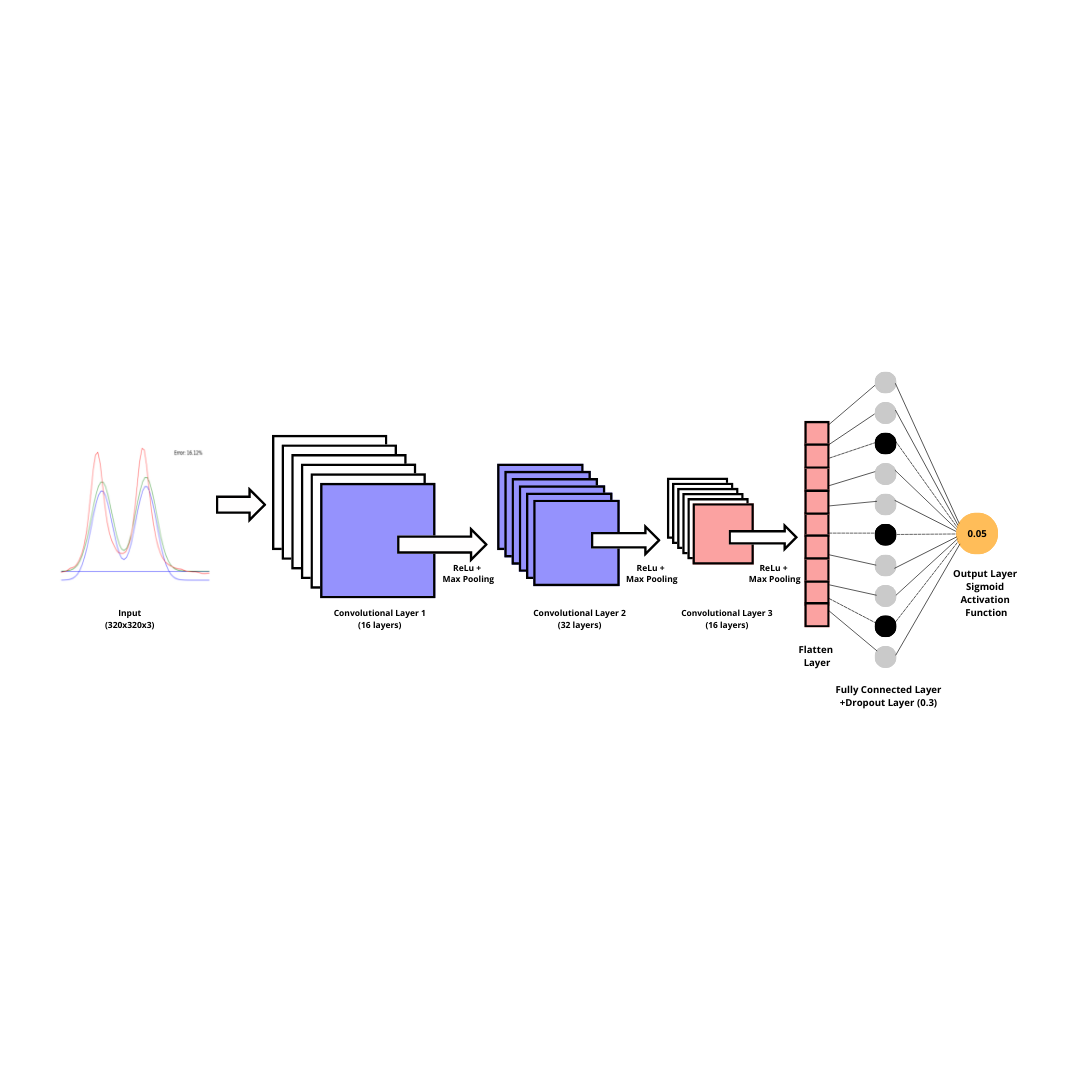 Error: 16.12%
Input
(320x320x3)
Convolutional Layer 1
(16 layers)
ReLu +
Max Pooling
Convolutional Layer 2
(32 layers)
ReLu +
Max Pooling
Convolutional Layer 3
(16 layers)
ReLu +
Max Pooling
Flatten
Layer
Fully Connected Layer
+Dropout Layer (0.3)
0.05
Output Layer
Sigmoid
Activation
Function